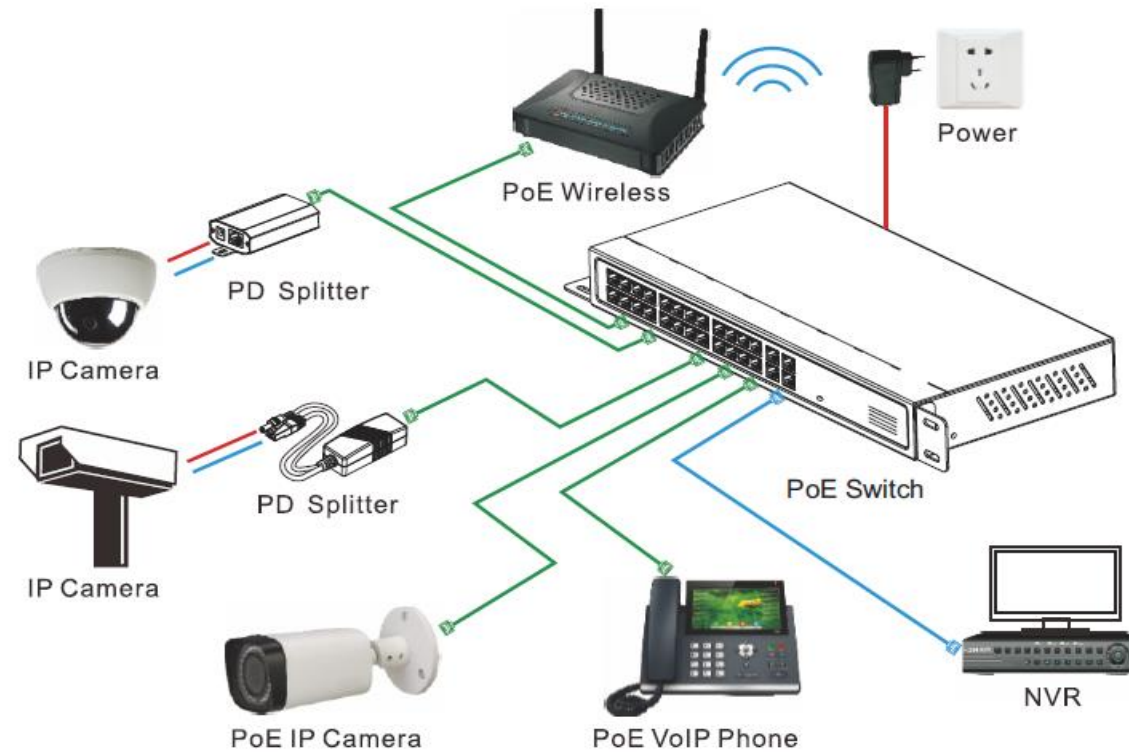 Power
PoE Wireless
PD Splitter
IP Camera
PoE Switch
PD Splitter
IP Camera
NVR
PoE IP Camera
PoE VoIP Phone